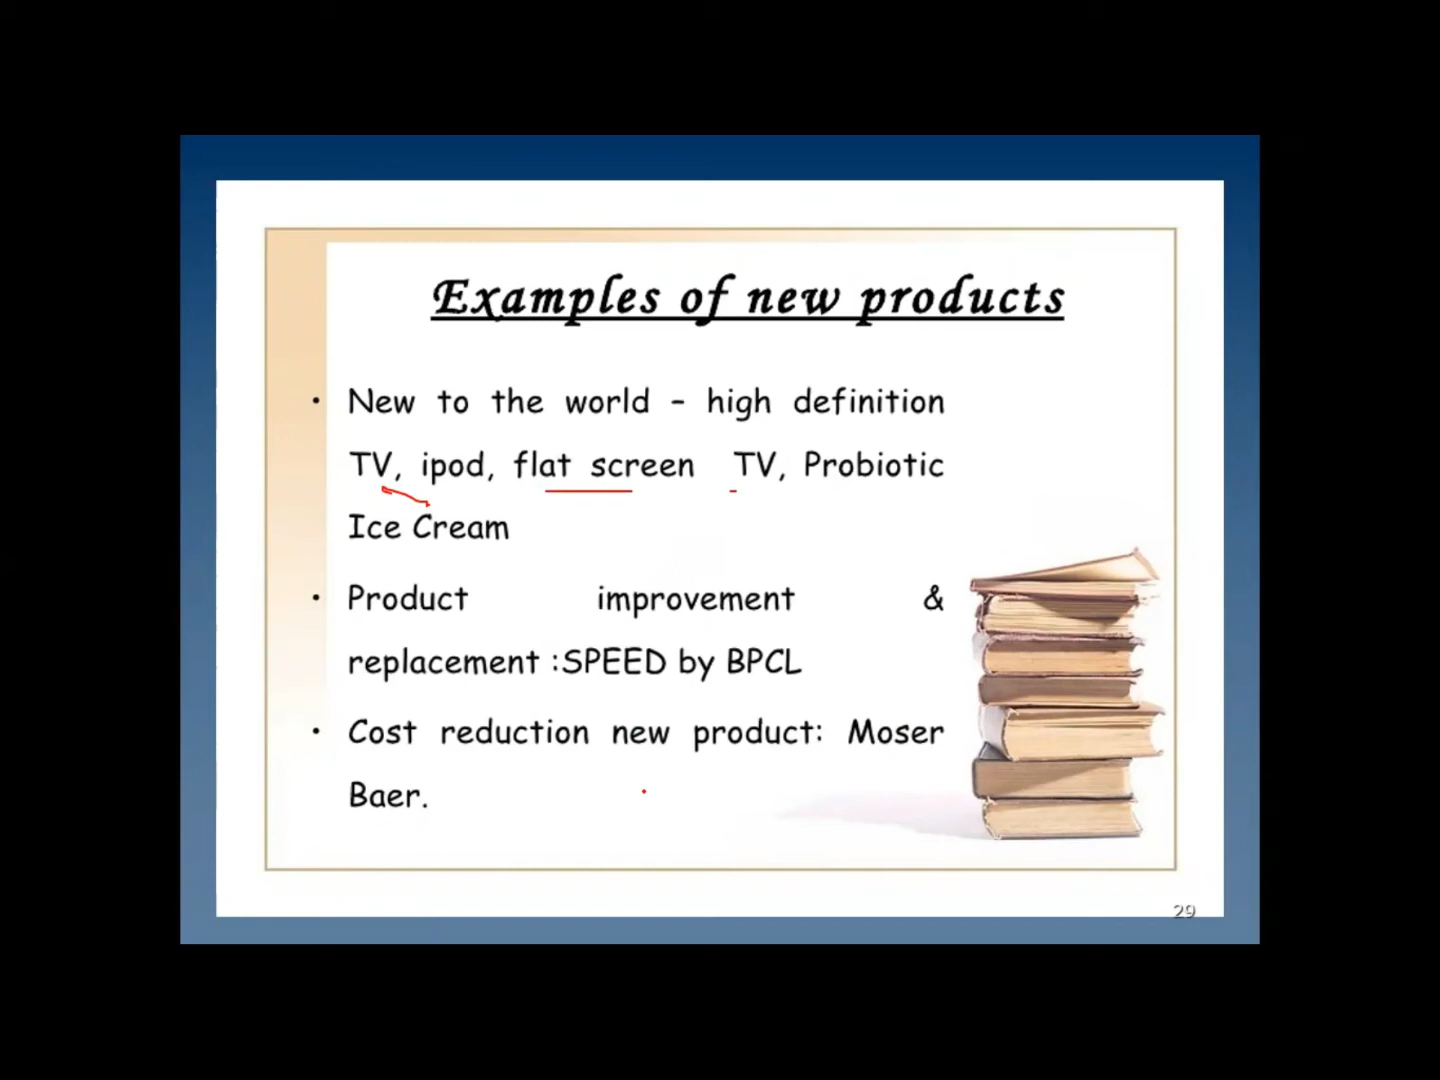 Examples of new products
• New to the world – high definition
TV, ipod, flat screen TV, Probiotic
Ice Cream
• Product improvement &
replacement :SPEED by BPCL
• Cost reduction new product: Moser
Baer.
29